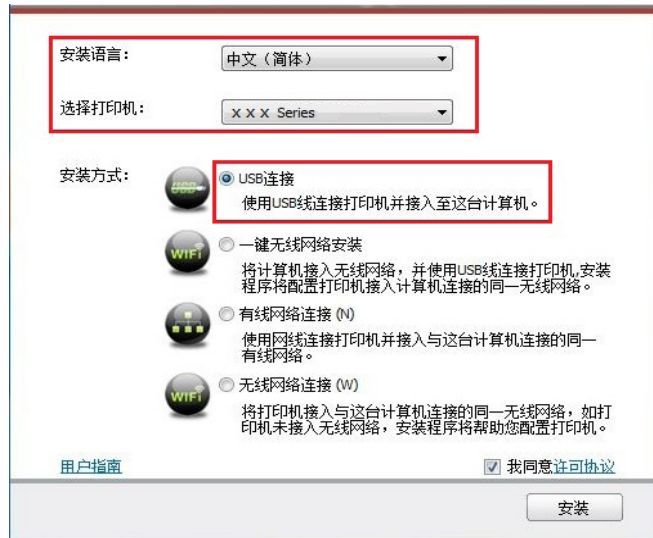 安装语言： 中文（简体）
选择打印机： X X X Series
安装方式： USB USB连接
使用USB线连接打印机并接入至这台计算机。
WiFi 一键无线网络安装
将计算机接入无线网络，并使用USB线连接打印机,安装
程序将配置打印机接入计算机连接的同一无线网络。
有线网络连接 (N)
使用网线连接打印机并接入与这台计算机连接的同一
有线网络。
WiFi 无线网络连接 (W)
将打印机接入与这台计算机连接的同一无线网络，如打
印机未接入无线网络，安装程序将帮助您配置打印机。
用户指南 我同意许可协议
安装